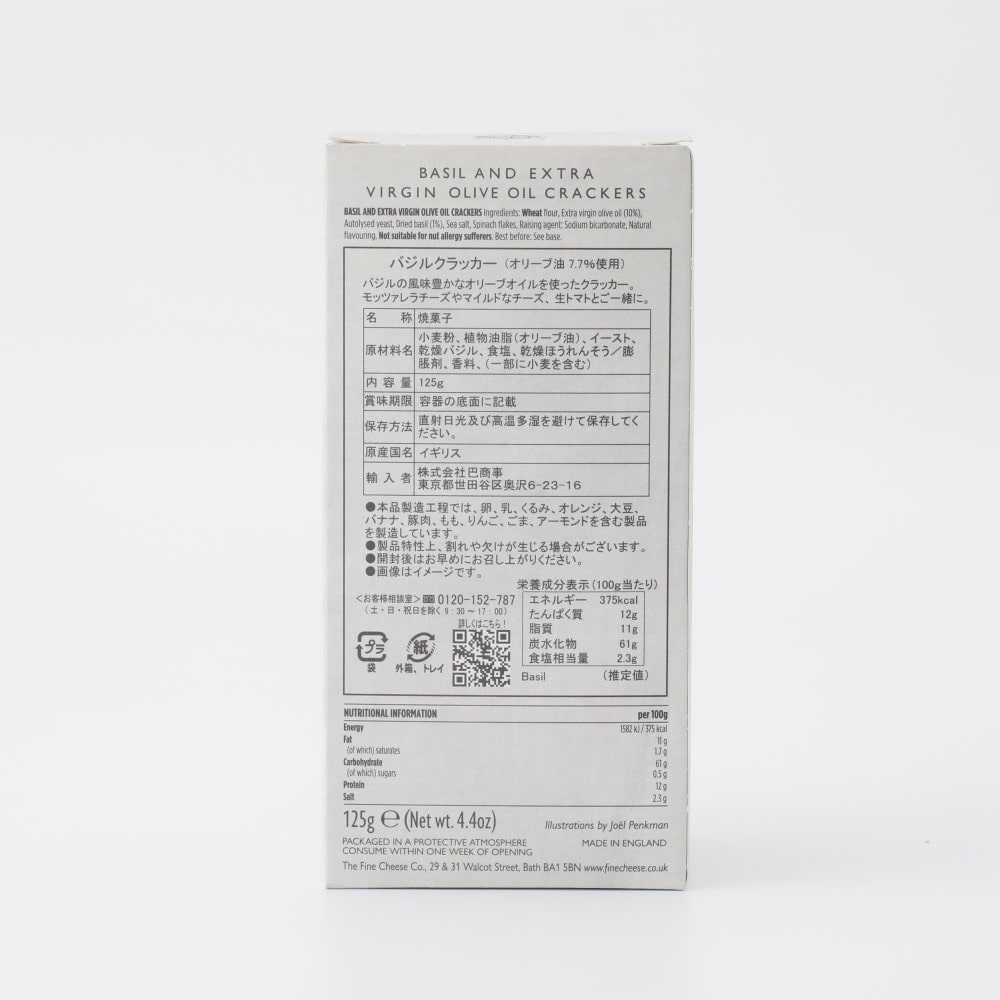 BASIL AND EXTRA
VIRGIN OLIVE OIL CRACKERS
BASIL AND EXTRA VIRGIN OLIVE OIL CRACKERS Ingredients: Wheat flour, Extra virgin olive oil (10%),
Autolysed yeast, Dried basil (1%), Sea salt, Spinach flakes, Raising agent: Sodium bicarbonate, Natural
flavouring. Not suitable for nut allergy sufferers. Best before: See base.
バジルクラッカー（オリーブ油 7.7%使用）
バジルの風味豊かなオリーブオイルを使ったクラッカー。
モッツァレラチーズやマイルドなチーズ、生トマトとご一緒に。
名 称 焼菓子
原材料名 小麦粉、植物油脂（オリーブ油）、イースト、
乾燥バジル、食塩、乾燥ほうれんそう／膨
脹剤、香料、（一部に小麦を含む）
内容量 125g
賞味期限 容器の底面に記載
保存方法 直射日光及び高温多湿を避けて保存してく
ださい。
原産国名 イギリス
輸入者 株式会社巴商事
東京都世田谷区奥沢6-23-16
●本品製造工程では、卵、乳、くるみ、オレンジ、大豆、
バナナ、豚肉、もも、りんご、ごま、アーモンドを含む製品
を製造しています。
●製品特性上、割れや欠けが生じる場合がございます。
●開封後はお早めにお召し上がりください。
●画像はイメージです。
＜お客様相談室＞ 0120-152-787
（土・日・祝日を除く 9：30～17：00）
詳しくはこちら！
プラ
袋
紙
外箱、トレイ
栄養成分表示（100g当たり）
エネルギー 375kcal
たんぱく質 12g
脂質 11g
炭水化物 61g
食塩相当量 2.3g
Basil （推定値）
NUTRITIONAL INFORMATION per 100g
Energy 1582 kJ / 375 kcal
Fat 11 g
(of which) saturates 1.7 g
Carbohydrate 61 g
(of which) sugars 0.5 g
Protein 12 g
Salt 2.3 g
125g ℮ (Net wt. 4.4oz)
Illustrations by Joël Penkman
PACKAGED IN A PROTECTIVE ATMOSPHERE
CONSUME WITHIN ONE WEEK OF OPENING
MADE IN ENGLAND
The Fine Cheese Co., 29 & 31 Walcot Street, Bath BA1 5BN www.finecheese.co.uk